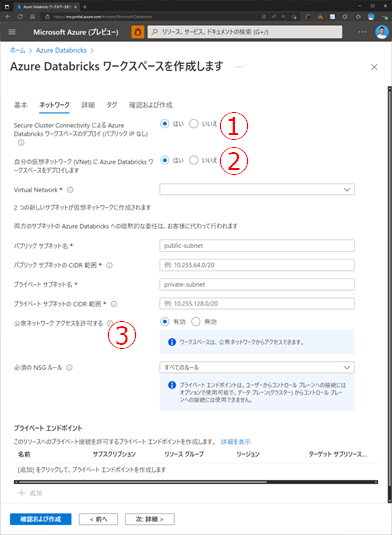 Azure Databricks ワークスペースを作成
https://ms.portal.azure.com/#create/Microsoft.Databricks
Microsoft Azure (プレビュー)
リソース、サービス、ドキュメントの検索 (G+/)
ホーム > Azure Databricks >
Azure Databricks ワークスペースを作成します ...
基本 ネットワーク 詳細 タグ 確認および作成
Secure Cluster Connectivity による Azure
Databricks ワークスペースのデプロイ (パブリック IP なし)
はい いいえ
①
自分の仮想ネットワーク (VNet) に Azure Databricks ワ
ークスペースをデプロイします
はい いいえ
②
Virtual Network *
2 つの新しいサブネットが仮想ネットワークに作成されます
両方のサブネットの Azure Databricks への暗黙的な委任は、お客様に代わって行われます
パブリック サブネット名 *
public-subnet
パブリック サブネットの CIDR 範囲 *
例: 10.255.64.0/20
プライベート サブネット名 *
private-subnet
プライベート サブネットの CIDR 範囲 *
例: 10.255.128.0/20
公衆ネットワーク アクセスを許可する
有効 無効
③
ワークスペースは、公衆ネットワークからアクセスできます。
必須の NSG ルール
すべてのルール
プライベート エンドポイントは、ユーザーからコントロール プレーンへの接続には
オプションで使用可能で、データ プレーン(クラスター) からコントロール プレー
ンへの接続には使用できません。
プライベート エンドポイント
このリソースへのプライベート接続を許可するプライベート エンドポイントを作成します。 詳細を表示
名前 サブスクリプション リソース グループ リージョン ターゲット サブリソース...
[追加] をクリックして、プライベート エンドポイントを作成します
+ 追加
確認および作成 < 前へ 次: 詳細 >